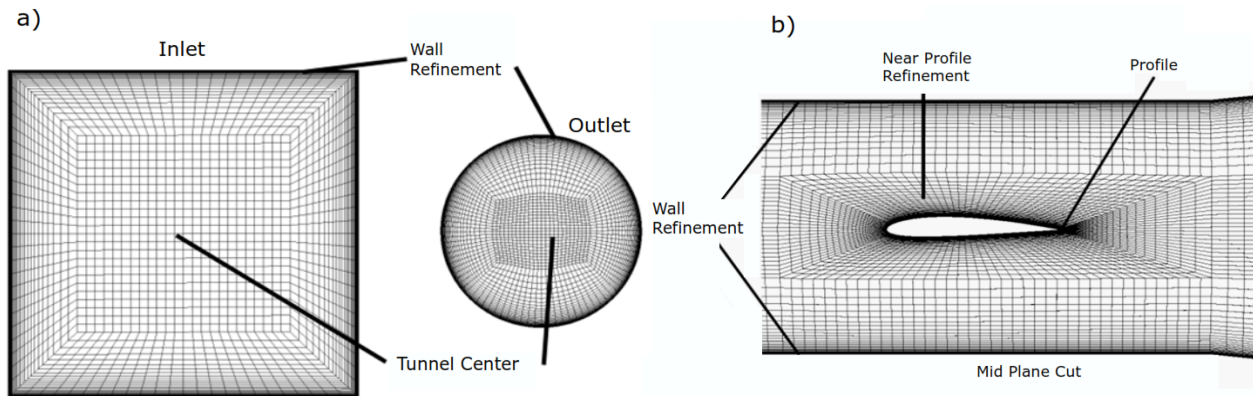 a)
Inlet
Wall
Refinement
Outlet
Tunnel Center
b)
Near Profile
Refinement
Profile
Wall
Refinement
Mid Plane Cut